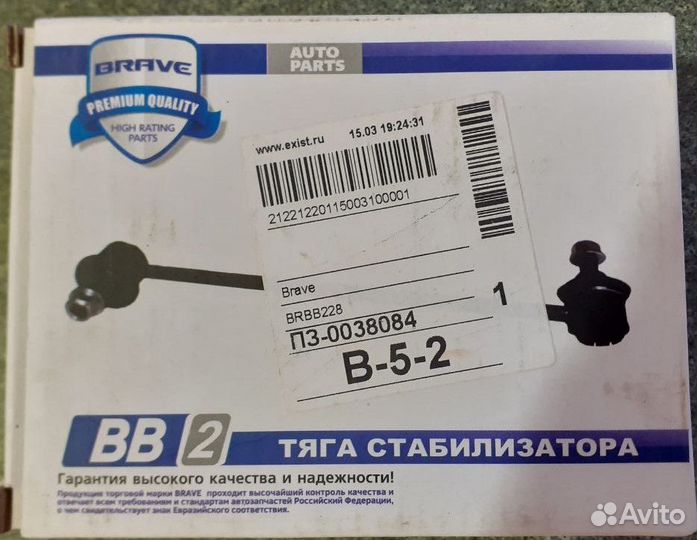 BRAVE
PREMIUM QUALITY
HIGH RATING
PARTS
AUTO
PARTS
www.exist.ru 15.03 19:24:31
21221220115003100001
Brave
BRBB228
1
ПЗ-0038084
B-5-2
BB 2
ТЯГА СТАБИЛИЗАТОРА
Гарантия высокого качества и надежности!
Продукция торговой марки BRAVE проходит высочайший контроль качества и
отвечает всем требованиям и стандартам автозапчастей Российской Федерации,
о чем свидетельствует знак Евразийского соответствия.
Avito